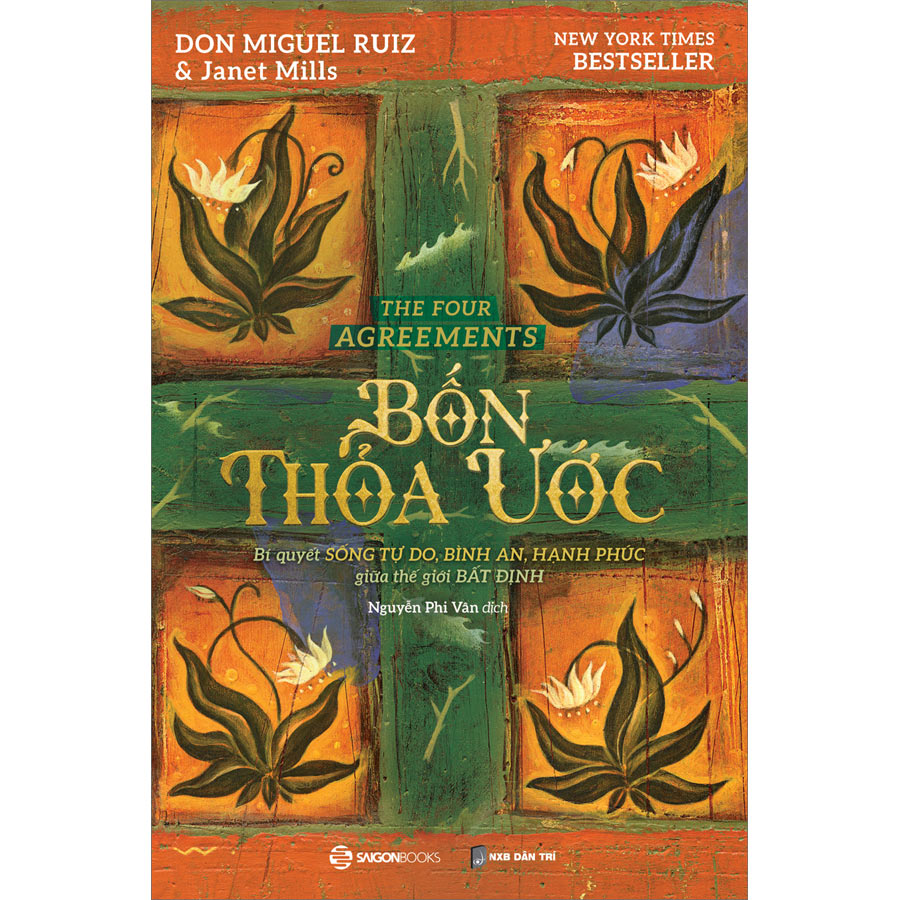 DON MIGUEL RUIZ
& Janet Mills
NEW YORK TIMES
BESTSELLER
THE FOUR
AGREEMENTS
BỐN
THỎA ƯỚC
Bí quyết SỐNG TỰ DO, BÌNH AN, HẠNH PHÚC
giữa thế giới BẤT ĐỊNH
Nguyễn Phi Vân dịch
SAIGONBOOKS
NXB DÂN TRÍ